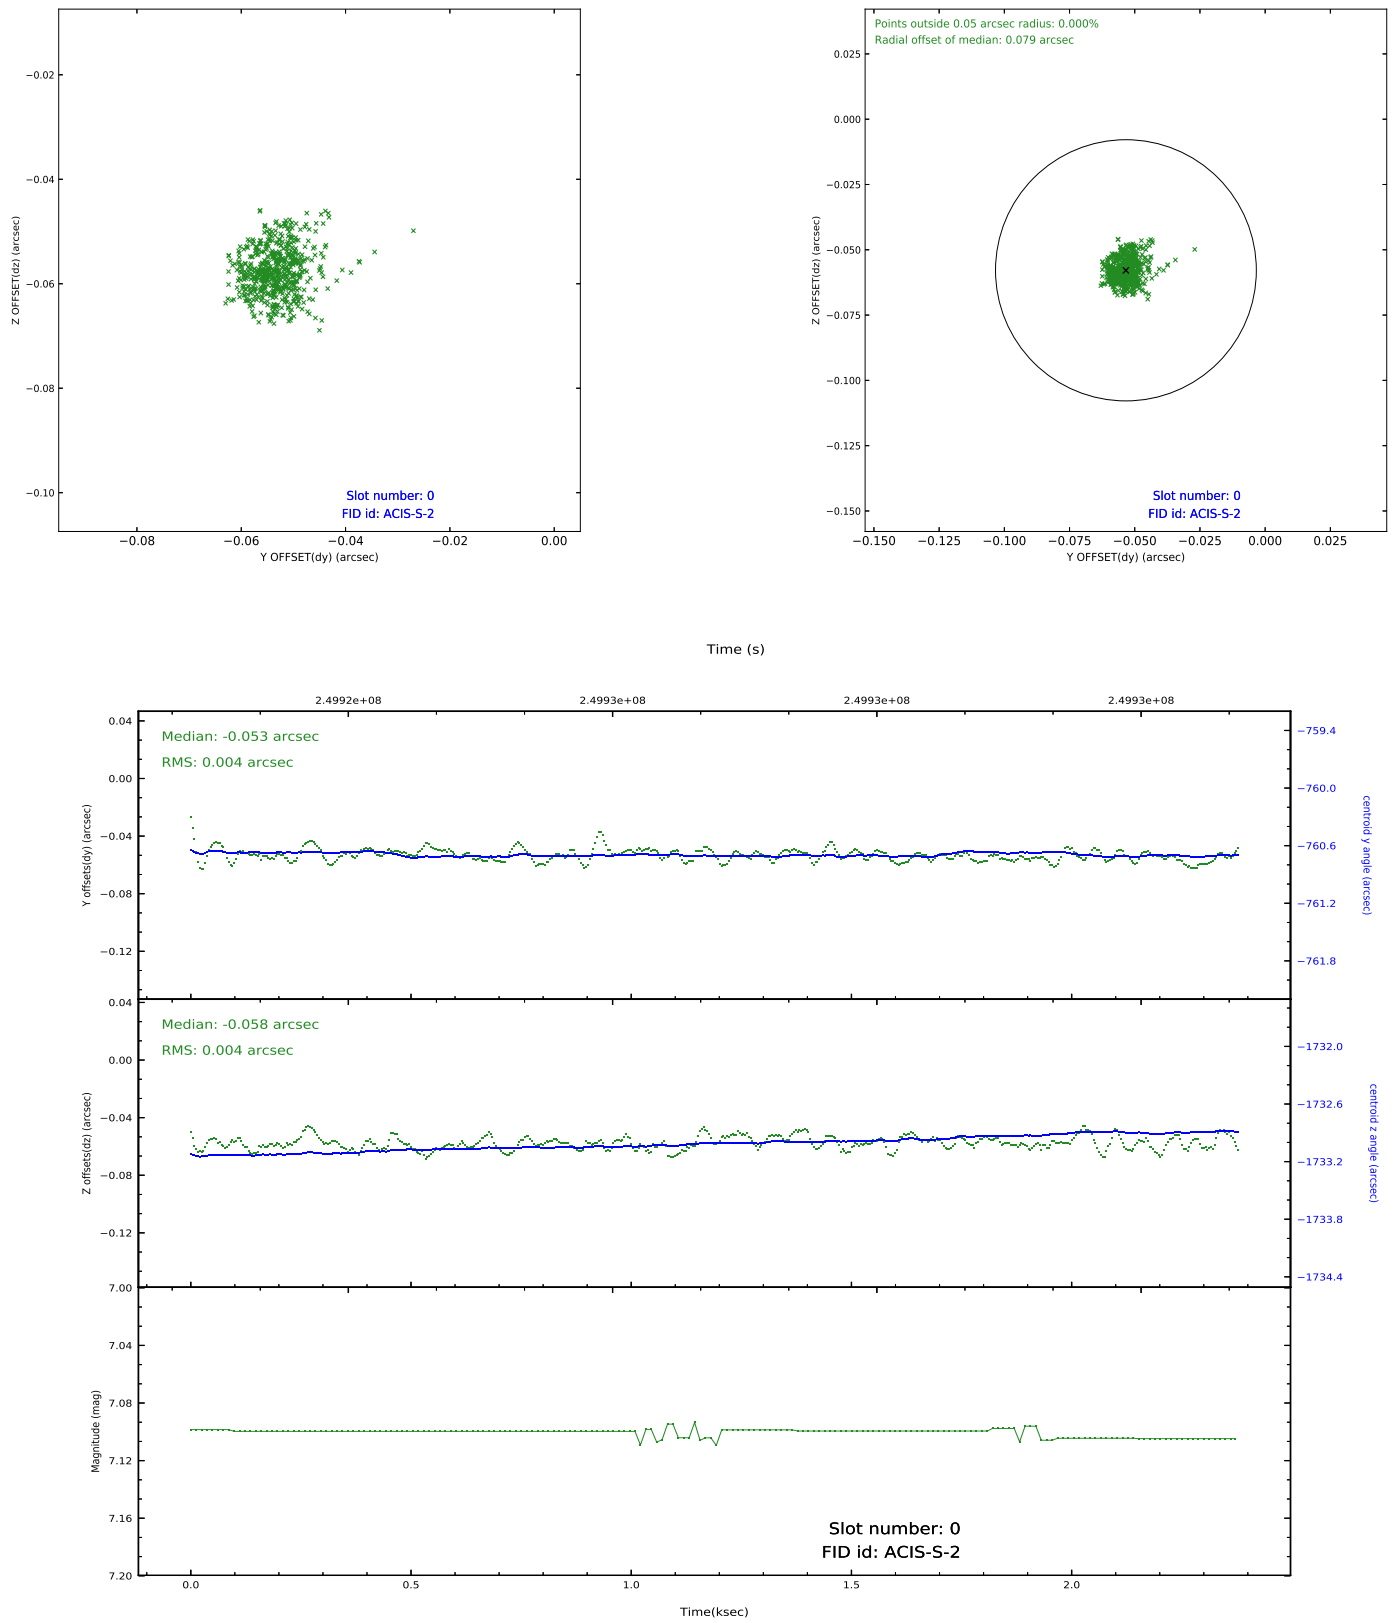 −0.02
−0.04
−0.06
−0.08
−0.10
Z OFFSET(dz) (arcsec)
Slot number: 0
FID id: ACIS-S-2
−0.08 −0.06 −0.04 −0.02 0.00
Y OFFSET(dy) (arcsec)
Points outside 0.05 arcsec radius: 0.000%
Radial offset of median: 0.079 arcsec
0.025
0.000
−0.025
−0.050
−0.075
−0.100
−0.125
−0.150
Z OFFSET(dz) (arcsec)
Slot number: 0
FID id: ACIS-S-2
−0.150 −0.125 −0.100 −0.075 −0.050 −0.025 0.000 0.025
Y OFFSET(dy) (arcsec)
Time (s)
2.4992e+08 2.4993e+08 2.4993e+08 2.4993e+08
Median: -0.053 arcsec
RMS: 0.004 arcsec
0.04
0.00
−0.04
−0.08
−0.12
Y offsets(dy) (arcsec)
−759.4
−760.0
−760.6
−761.2
−761.8
centroid y angle (arcsec)
Median: -0.058 arcsec
RMS: 0.004 arcsec
0.04
0.00
−0.04
−0.08
−0.12
Z offsets(dz) (arcsec)
−1732.0
−1732.6
−1733.2
−1733.8
−1734.4
centroid z angle (arcsec)
7.00
7.04
7.08
7.12
7.16
7.20
Magnitude (mag)
Slot number: 0
FID id: ACIS-S-2
0.0 0.5 1.0 1.5 2.0
Time(ksec)